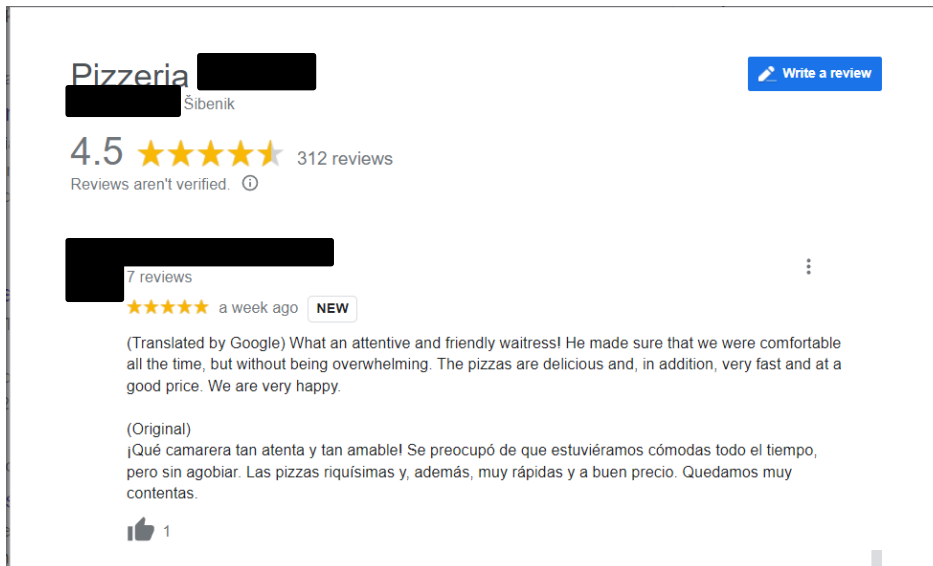 Pizzeria
Write a review
Šibenik
4.5 312 reviews
Reviews aren't verified.
7 reviews
a week ago NEW
(Translated by Google) What an attentive and friendly waitress! He made sure that we were comfortable
all the time, but without being overwhelming. The pizzas are delicious and, in addition, very fast and at a
good price. We are very happy.
(Original)
¡Qué camarera tan atenta y tan amable! Se preocupó de que estuviéramos cómodas todo el tiempo,
pero sin agobiar. Las pizzas riquísimas y, además, muy rápidas y a buen precio. Quedamos muy
contentas.
1